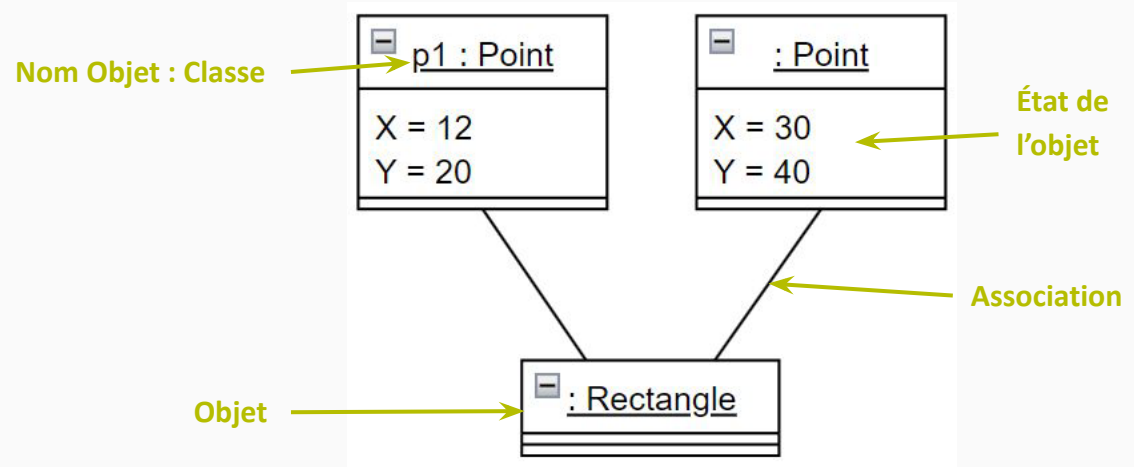 Nom Objet : Classe
p1 : Point
X = 12
Y = 20
: Point
X = 30
Y = 40
État de
l’objet
Association
Objet
: Rectangle